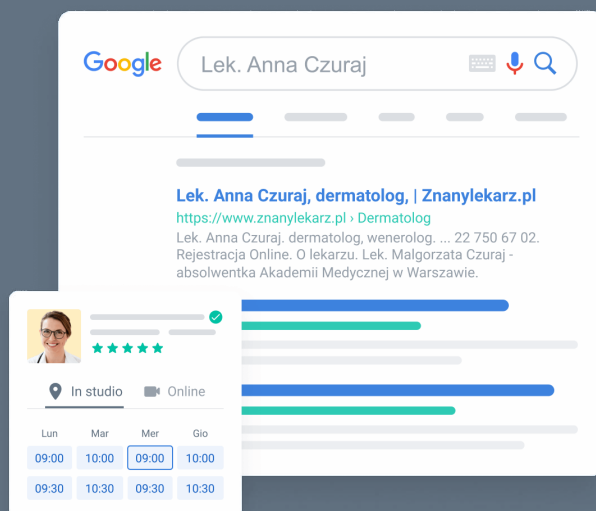 Google
Lek. Anna Czuraj
Lek. Anna Czuraj, dermatolog, | Znanylekarz.pl
https://www.znanylekarz.pl › Dermatolog
Lek. Anna Czuraj. dermatolog, wenerolog. ... 22 750 67 02.
Rejestracja Online. O lekarzu. Lek. Malgorzata Czuraj -
absolwentka Akademii Medycznej w Warszawie.
In studio Online
Lun Mar Mer Gio
09:00 10:00 09:00 10:00
09:30 10:30 09:30 10:30